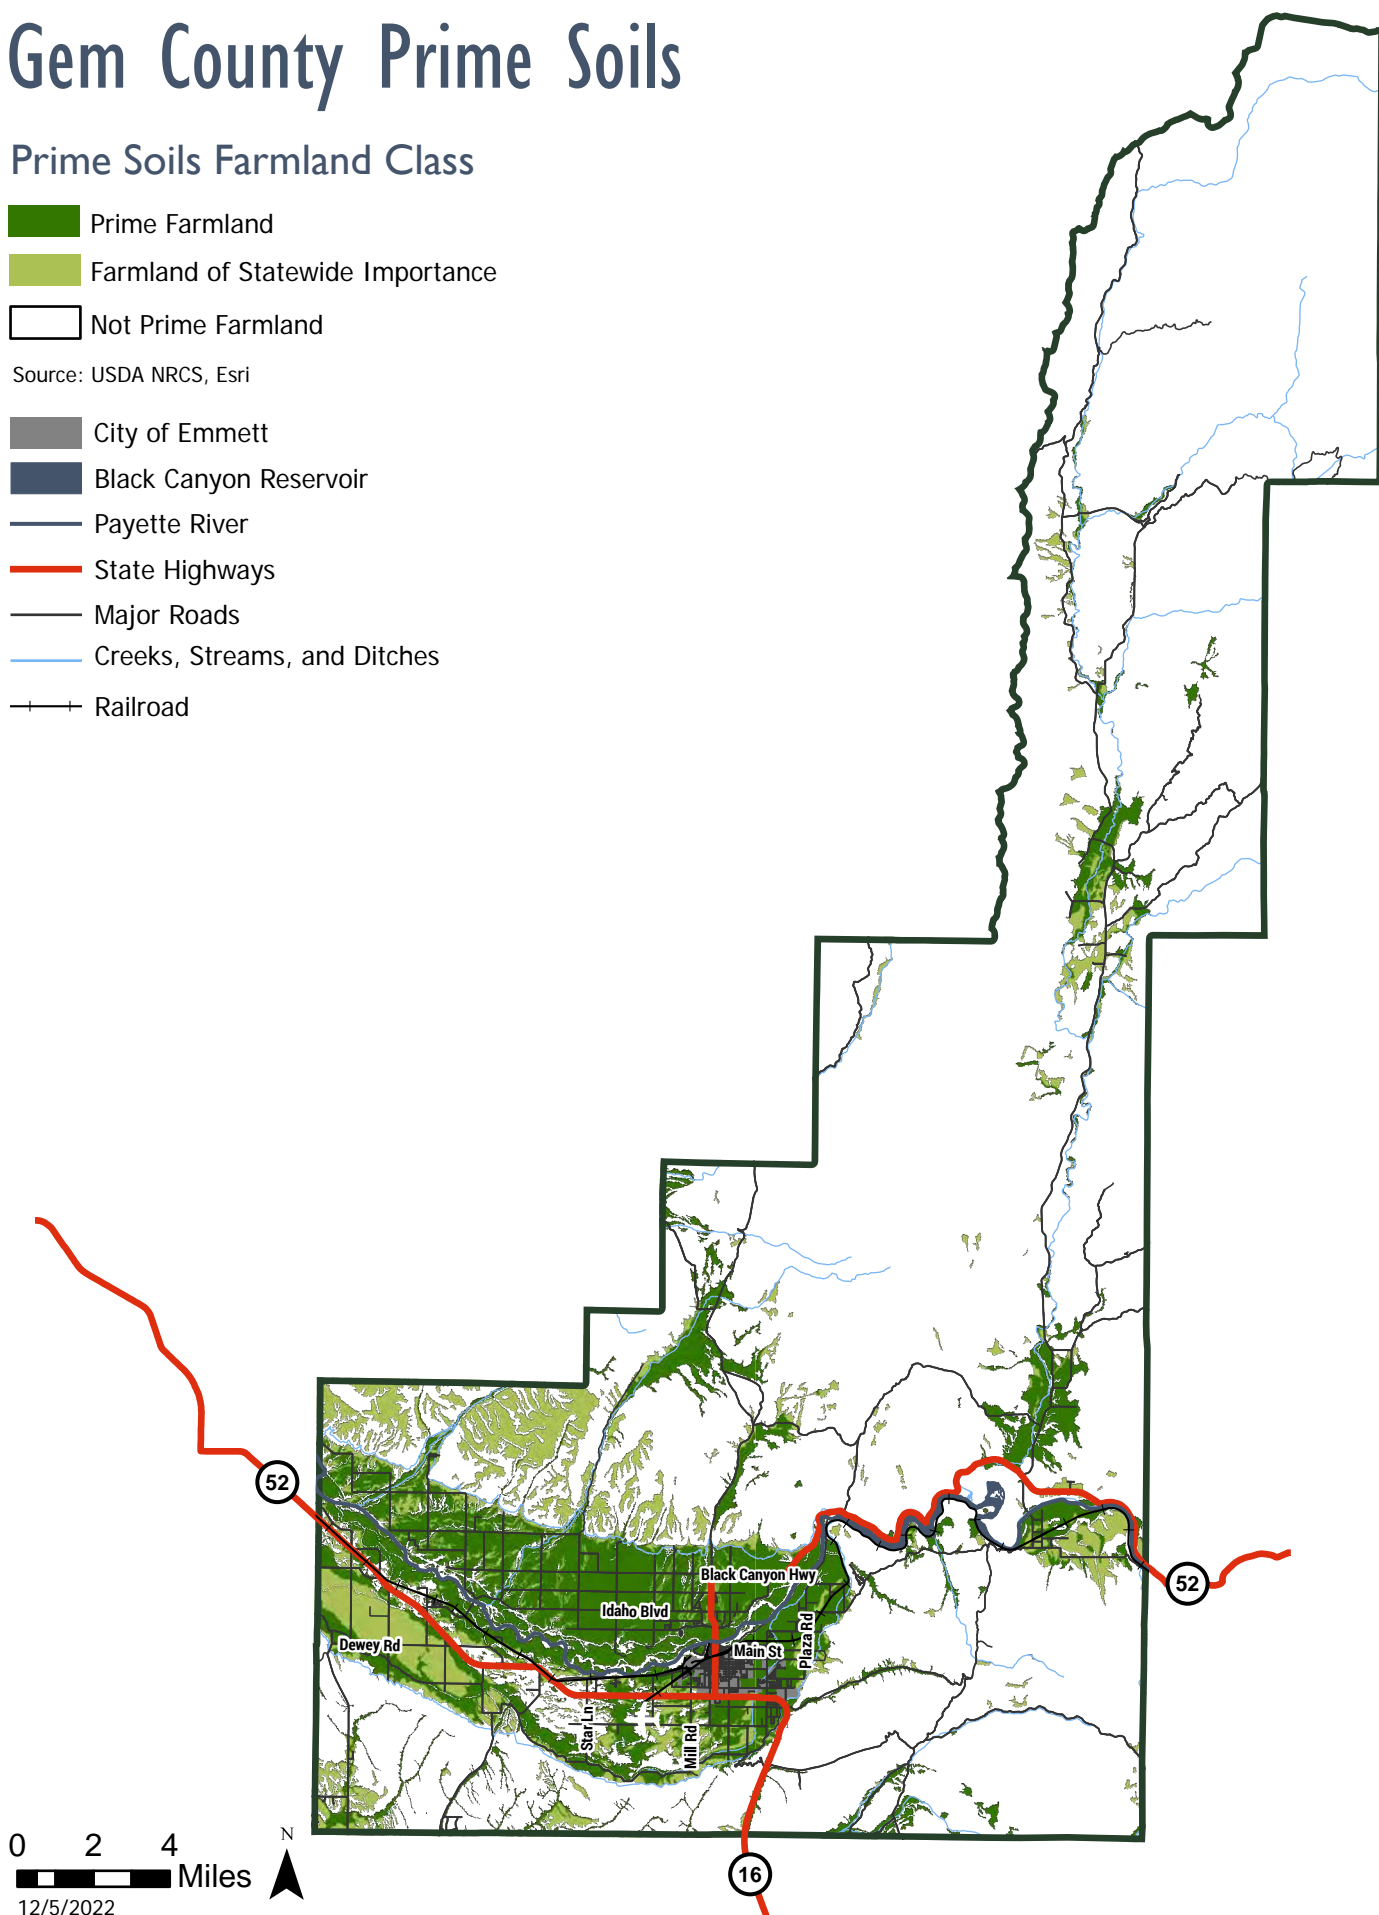 Gem County Prime Soils
Prime Soils Farmland Class
Prime Farmland
Farmland of Statewide Importance
Not Prime Farmland
Source: USDA NRCS, Esri
City of Emmett
Black Canyon Reservoir
Payette River
State Highways
Major Roads
Creeks, Streams, and Ditches
Railroad
52
Black Canyon Hwy
52
Idaho Blvd
Plaza Rd
Dewey Rd
Main St
Star Ln
Mill Rd
0 2 4
Miles
N
16
12/5/2022